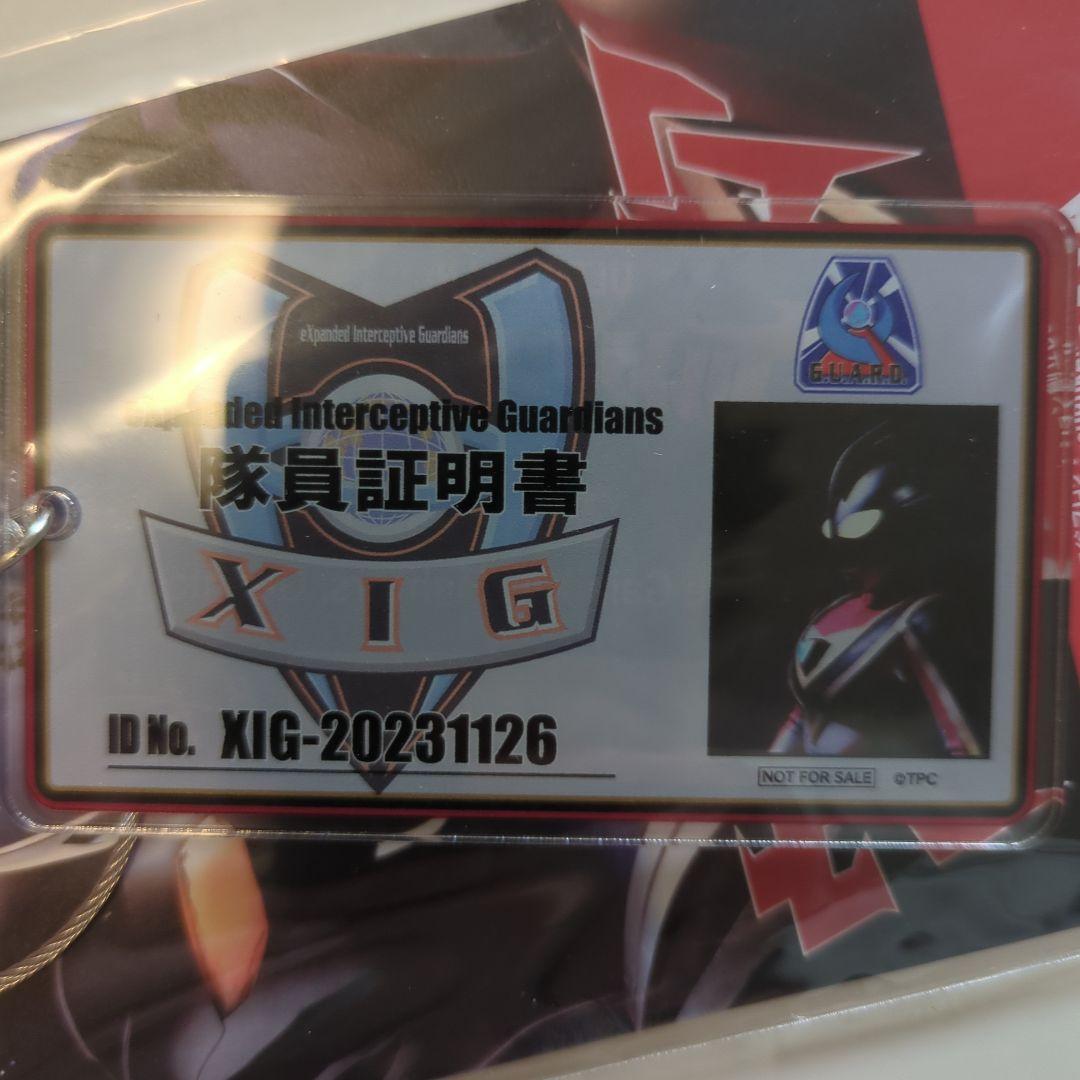 eXpanded Interceptive Guardians
G.U.A.R.D.
eXpanded Interceptive Guardians
隊員証明書
XIG
ID No. XIG-20231126
NOT FOR SALE ©TPC